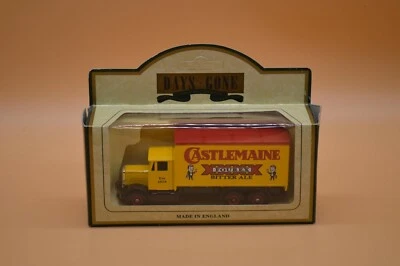 DAYS GONE
CASTLEMAINE
XXXX
BITTER ALE
MADE IN ENGLAND